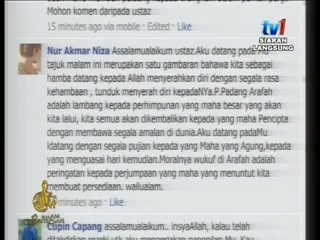 Mohon komen daripada ustaz
15 minutes ago via mobile · Edited · Like
tv1
SIARAN
LANGSUNG
Nur Akmar Niza Assalamualaikum ustaz.Aku datang pada Mu
tajuk malam ini merupakan satu gambaran bahawa kita sebagai
hamba datang kepada Allah menyerahkan diri dengan segala rasa
kehambaan , tunduk menyerah diri kepadaNYa.P.Padang Arafah
adalah lambang kepada perhimpunan yang maha besar yang akan
kita lalui, kita semua akan dikembalikan kepada yang maha Pencipta
dengan membawa segala amalan di dunia.Aku datang padaMu
ldatang dengan segala pujian kepada yang Maha yang Agung,kepada
yang menguasai hari kemudian.Moralnya wukuf di Arafah adalah
peringatan kepada perjumpaan yang maha yang menuntut kita
membuat persediaan. wallualam.
minutes ago · Like
Cupin Capang assalamualaikum.. insyaAllah, kalau telah